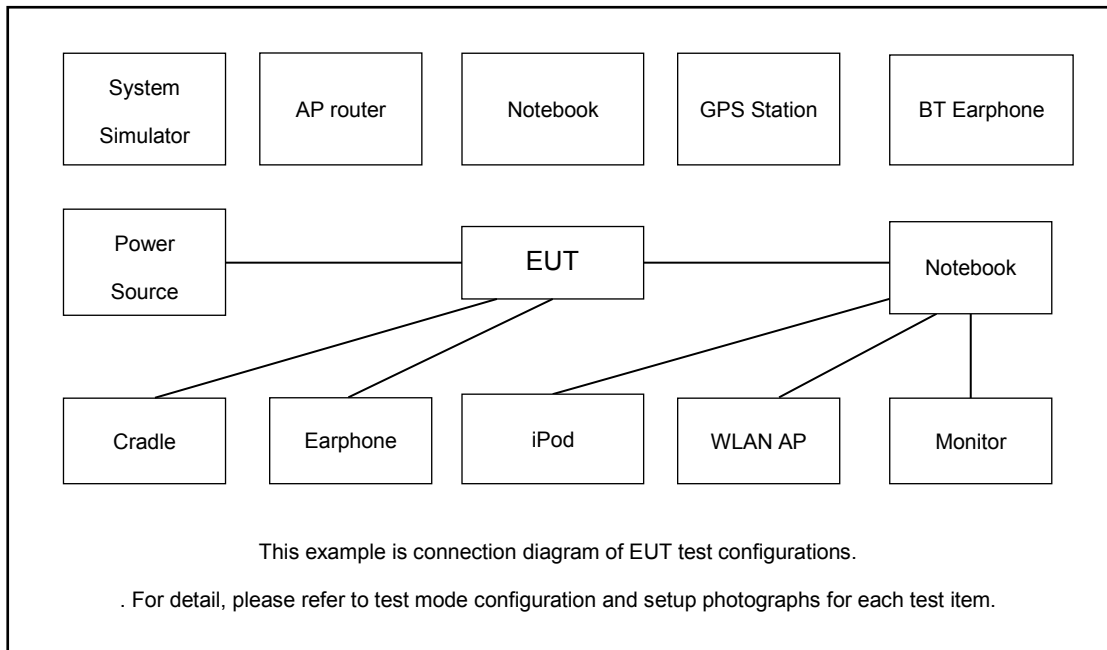 System
Simulator
AP router
Notebook
GPS Station
BT Earphone
Power
Source
EUT
Notebook
Cradle
Earphone
iPod
WLAN AP
Monitor
This example is connection diagram of EUT test configurations.
. For detail, please refer to test mode configuration and setup photographs for each test item.